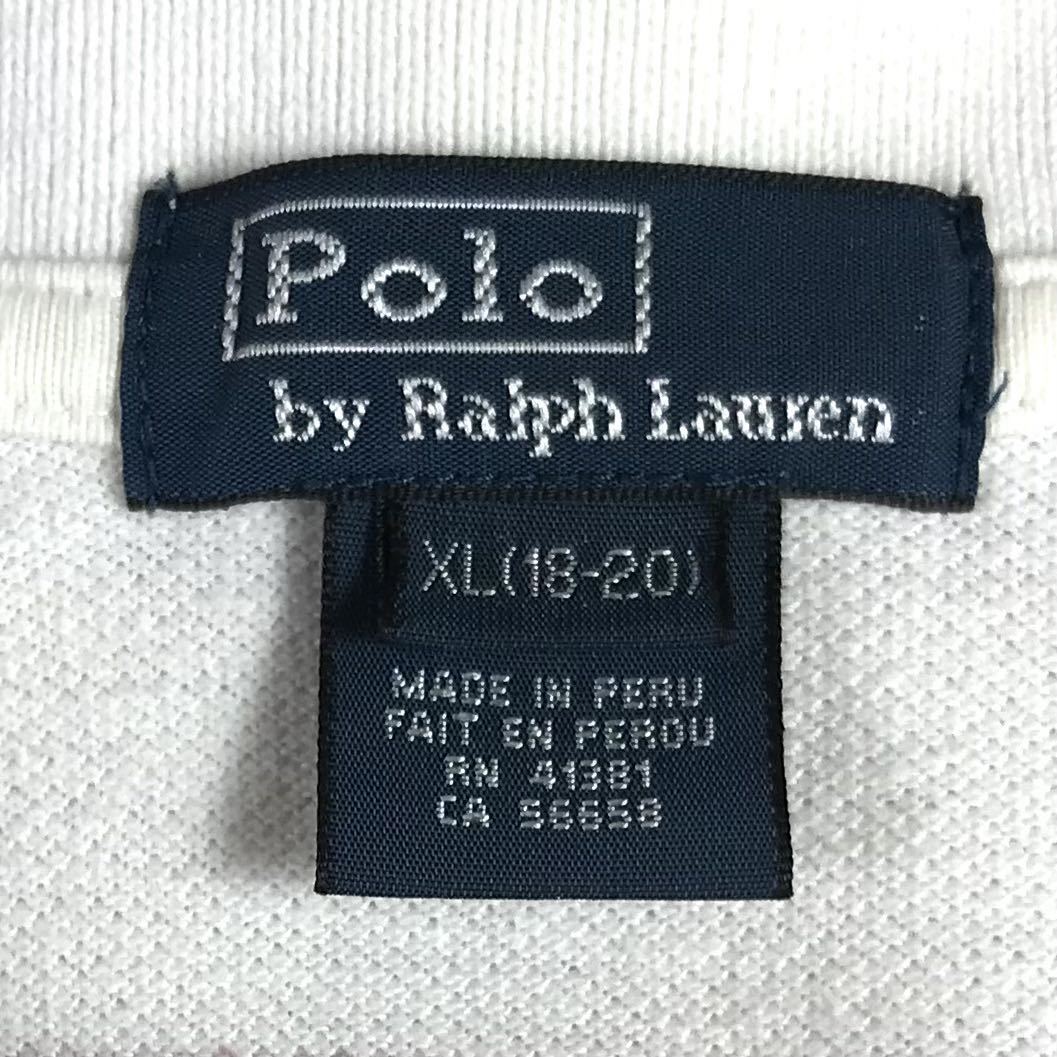 Polo
by Ralph Lauren
XL(18-20)
MADE IN PERU
FAIT EN PEROU
RN 41381
CA 56658